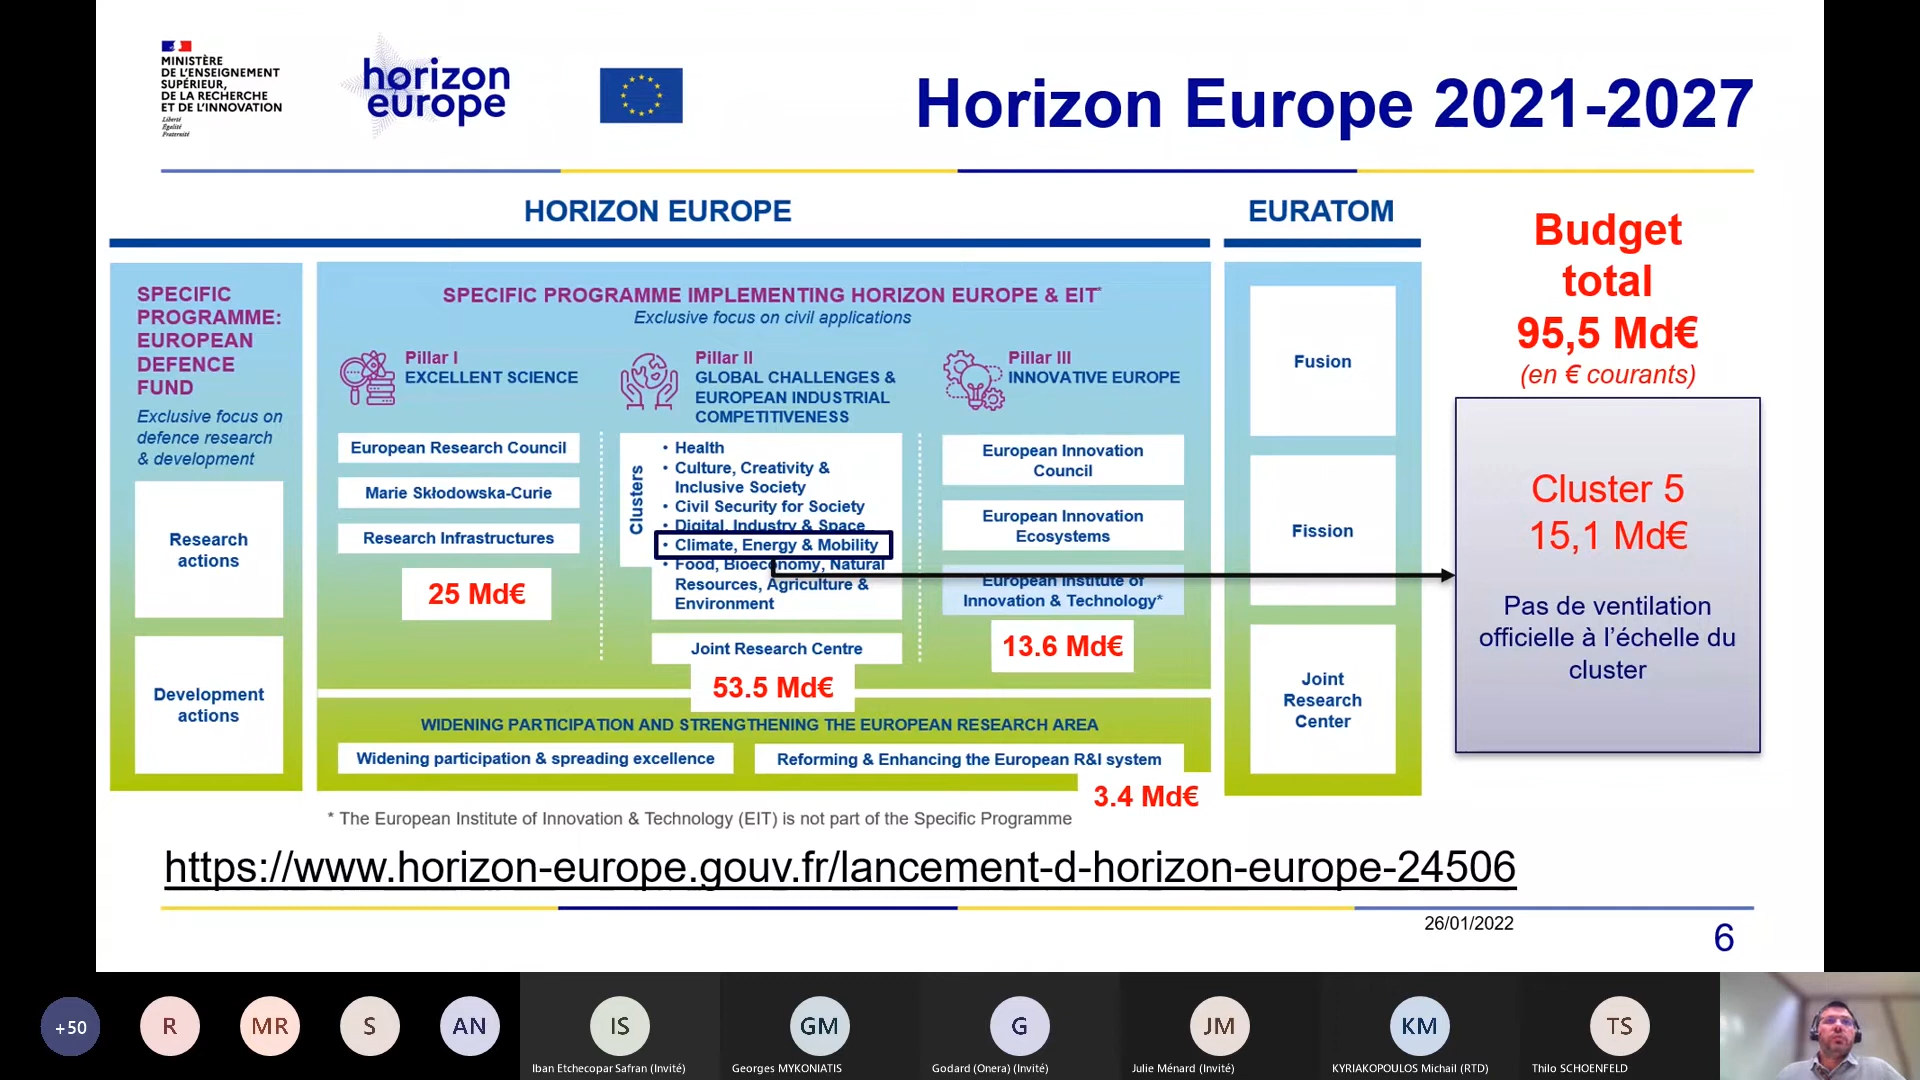 MINISTÈRE
DE L'ENSEIGNEMENT
SUPÉRIEUR,
DE LA RECHERCHE
ET DE L'INNOVATION
Liberté
Égalité
Fraternité
horizon
europe
Horizon Europe 2021-2027
HORIZON EUROPE
EURATOM
SPECIFIC
PROGRAMME:
EUROPEAN
DEFENCE
FUND
Exclusive focus on
defence research
& development
Research
actions
Development
actions
SPECIFIC PROGRAMME IMPLEMENTING HORIZON EUROPE & EIT*
Exclusive focus on civil applications
Pillar I
EXCELLENT SCIENCE
European Research Council
Marie Skłodowska-Curie
Research Infrastructures
25 Md€
Pillar II
GLOBAL CHALLENGES &
EUROPEAN INDUSTRIAL
COMPETITIVENESS
Clusters
• Health
• Culture, Creativity &
Inclusive Society
• Civil Security for Society
• Digital, Industry & Space
• Climate, Energy & Mobility
• Food, Bioeconomy, Natural
Resources, Agriculture &
Environment
Joint Research Centre
53.5 Md€
Pillar III
INNOVATIVE EUROPE
European Innovation
Council
European Innovation
Ecosystems
European Institute of
Innovation & Technology*
13.6 Md€
WIDENING PARTICIPATION AND STRENGTHENING THE EUROPEAN RESEARCH AREA
Widening participation & spreading excellence
Reforming & Enhancing the European R&I system
3.4 Md€
* The European Institute of Innovation & Technology (EIT) is not part of the Specific Programme
Fusion
Fission
Joint
Research
Center
Budget
total
95,5 Md€
(en € courants)
Cluster 5
15,1 Md€
Pas de ventilation
officielle à l'échelle du
cluster
https://www.horizon-europe.gouv.fr/lancement-d-horizon-europe-24506
26/01/2022
6
+50
R
MR
S
AN
IS
Iban Etchecopar Safran (Invité)
GM
Georges MYKONIATIS
G
Godard (Onera) (Invité)
JM
Julie Ménard (Invité)
KM
KYRIAKOPOULOS Michail (RTD)
TS
Thilo SCHOENFELD